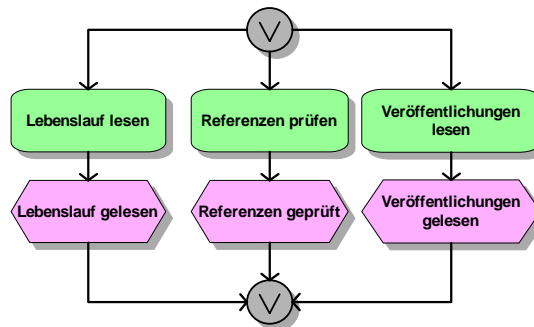 V
Lebenslauf lesen
Referenzen prüfen
Veröffentlichungen
lesen
Lebenslauf gelesen
Referenzen geprüft
Veröffentlichungen
gelesen
V